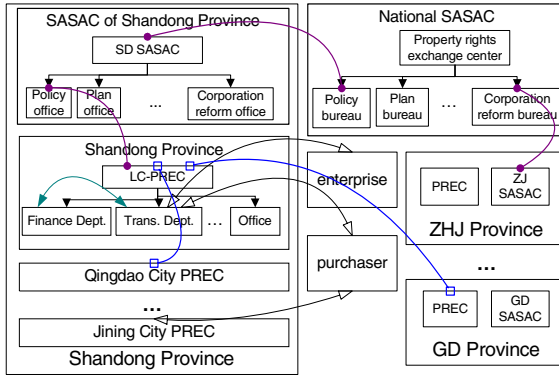 SASAC of Shandong Province
SD SASAC
Policy
office
Plan
office
...
Corporation
reform office
National SASAC
Property rights
exchange center
Policy
bureau
Plan
bureau
...
Corporation
reform bureau
Shandong Province
LC-PREC
Finance Dept.
Trans. Dept.
...
Office
enterprise
purchaser
PREC
ZJ
SASAC
ZHJ Province
...
Qingdao City PREC
...
Jining City PREC
Shandong Province
PREC
GD
SASAC
GD Province